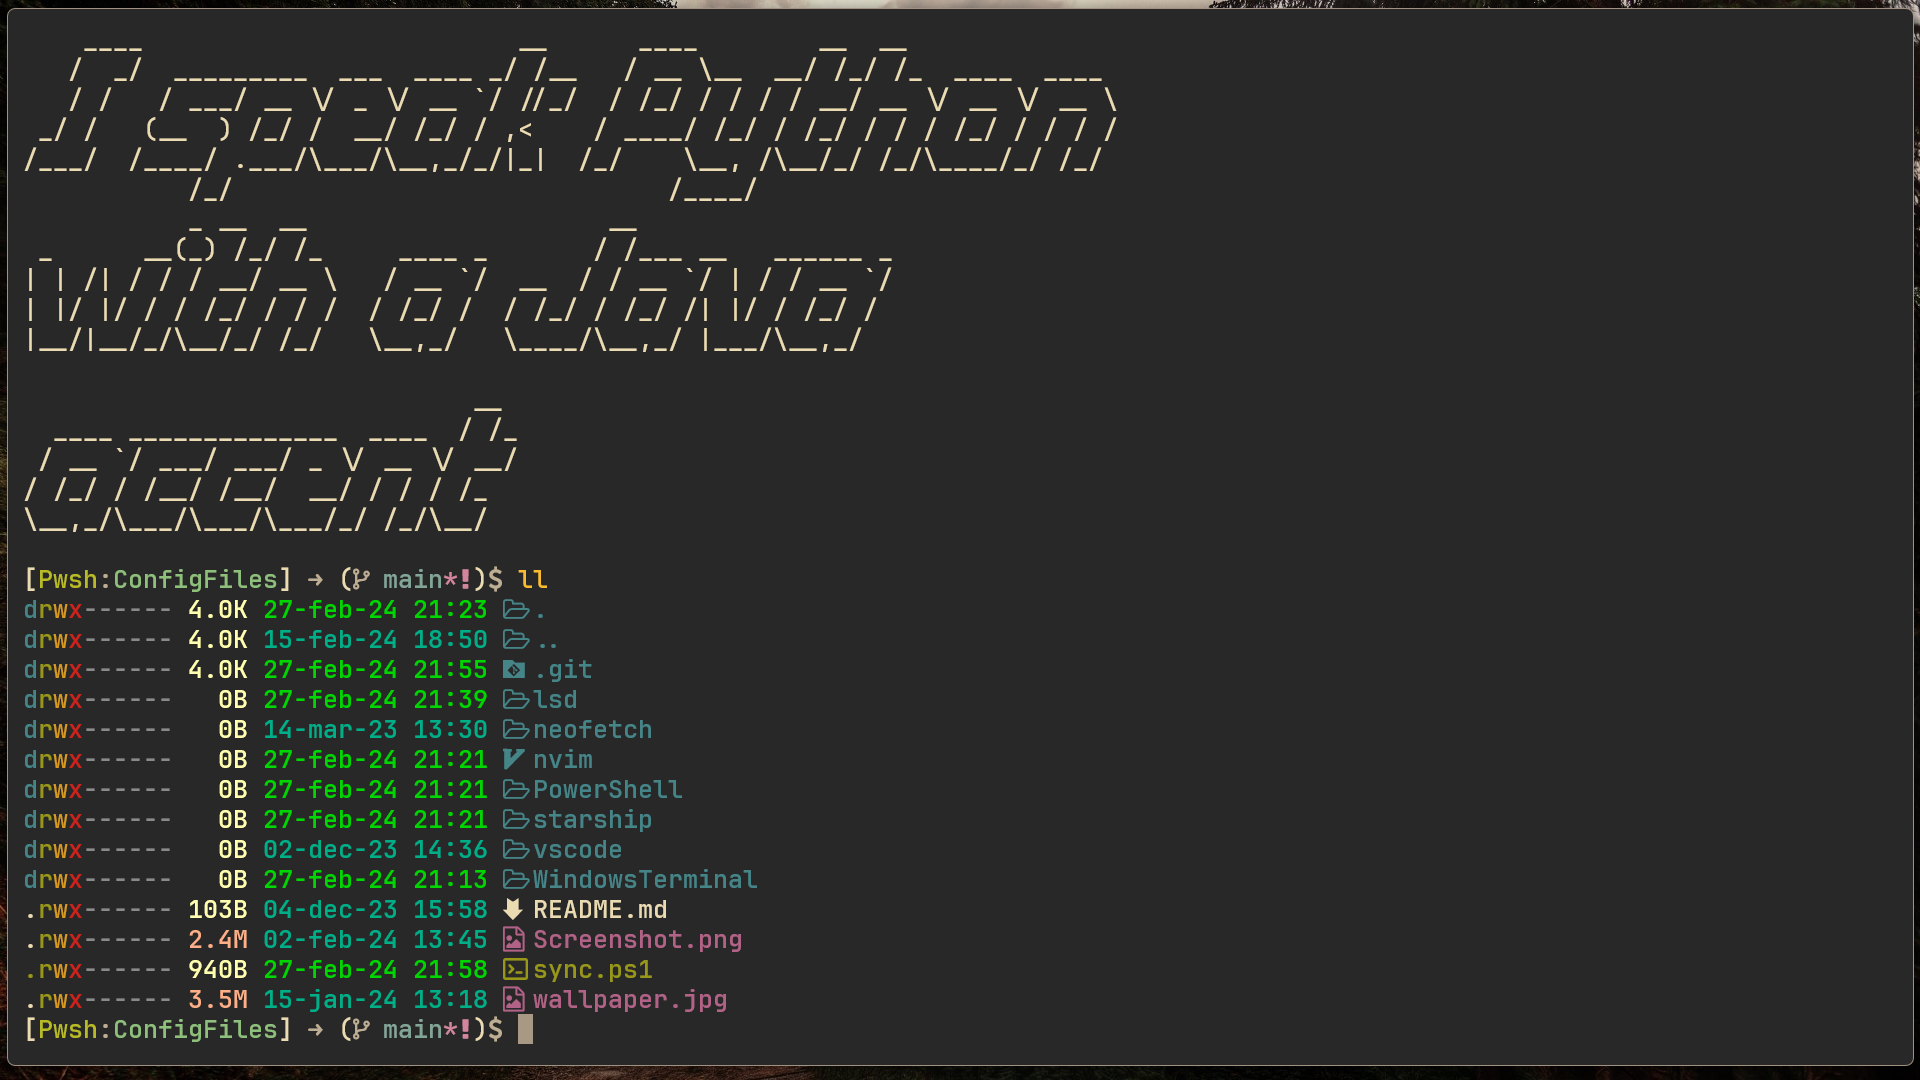 I speak Python
with a Java
accent
[Pwsh:ConfigFiles] → ( main*!)$ ll
drwx------ 4.0K 27-feb-24 21:23 .
drwx------ 4.0K 15-feb-24 18:50 ..
drwx------ 4.0K 27-feb-24 21:55 .git
drwx------ 0B 27-feb-24 21:39 lsd
drwx------ 0B 14-mar-23 13:30 neofetch
drwx------ 0B 27-feb-24 21:21 nvim
drwx------ 0B 27-feb-24 21:21 PowerShell
drwx------ 0B 27-feb-24 21:21 starship
drwx------ 0B 02-dec-23 14:36 vscode
drwx------ 0B 27-feb-24 21:13 WindowsTerminal
.rwx------ 103B 04-dec-23 15:58 README.md
.rwx------ 2.4M 02-feb-24 13:45 Screenshot.png
.rwx------ 940B 27-feb-24 21:58 sync.ps1
.rwx------ 3.5M 15-jan-24 13:18 wallpaper.jpg
[Pwsh:ConfigFiles] → ( main*!)$